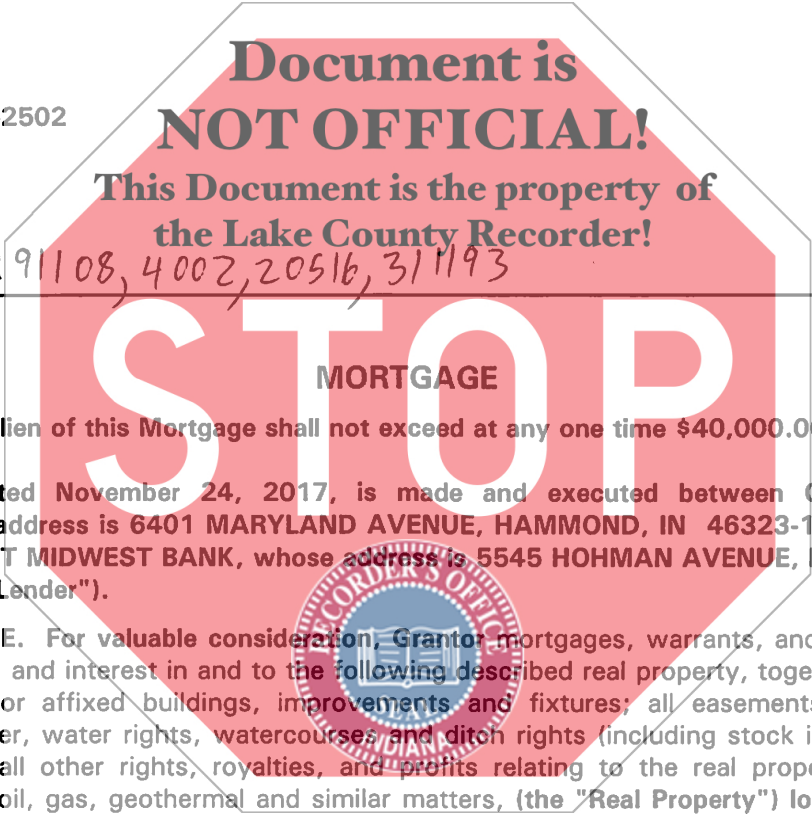 Document is
NOT OFFICIAL!
This Document is the property of
the Lake County Recorder!
2502
91108, 4002, 20516, 311193
STOP
MORTGAGE
lien of this Mortgage shall not exceed at any one time $40,000.00
ted November 24, 2017, is made and executed between
address is 6401 MARYLAND AVENUE, HAMMOND, IN 46323-1
T MIDWEST BANK, whose address is 5545 HOHMAN AVENUE,
Lender").
RECORDER'S OFFICE
SEAL
INDIANA
E. For valuable consideration, Grantor mortgages, warrants, and
and interest in and to the following described real property, toge
or affixed buildings, improvements and fixtures; all easements
er, water rights, watercourses and ditch rights (including stock i
all other rights, royalties, and profits relating to the real prope
oil, gas, geothermal and similar matters, (the "Real Property") lo